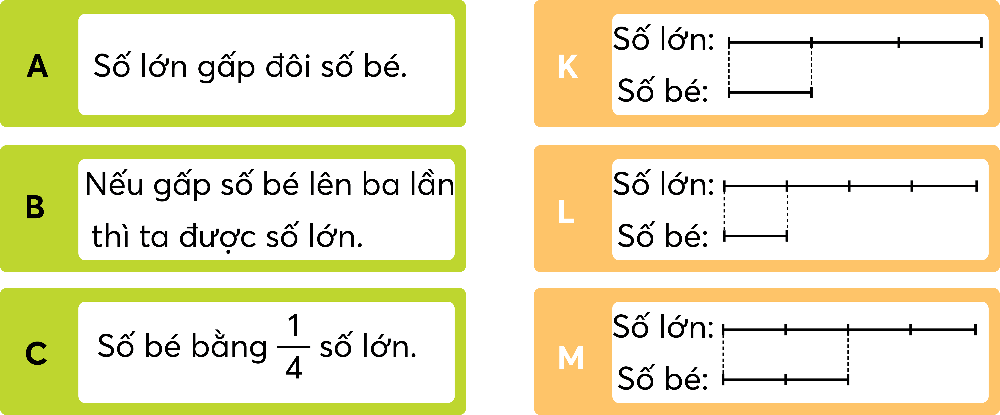 A
Số lớn gấp đôi số bé.
K
Số lớn:
Số bé:
B
Nếu gấp số bé lên ba lần
thì ta được số lớn.
L
Số lớn:
Số bé:
C
Số bé bằng 1/4 số lớn.
M
Số lớn:
Số bé: